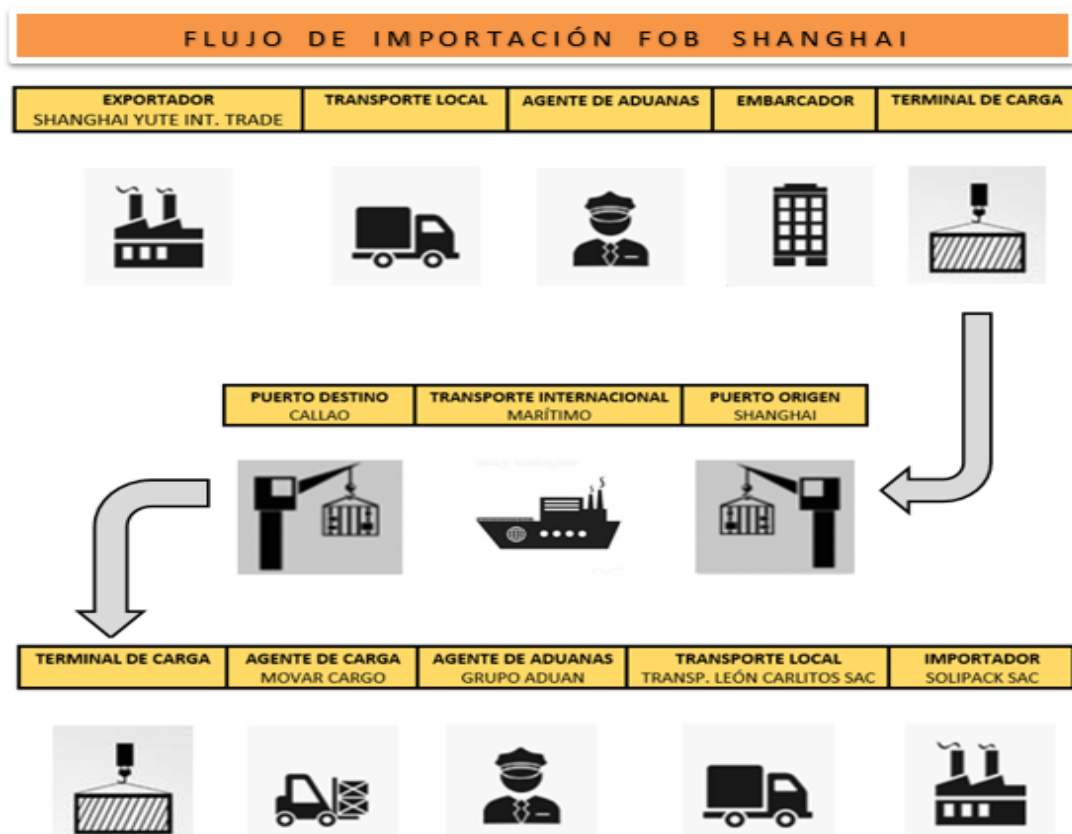 FLUJO DE IMPORTACIÓN FOB SHANGHAI
EXPORTADOR
SHANGHAI YUTE INT. TRADE
TRANSPORTE LOCAL
AGENTE DE ADUANAS
EMBARCADOR
TERMINAL DE CARGA
PUERTO DESTINO
CALLAO
TRANSPORTE INTERNACIONAL
MARÍTIMO
PUERTO ORIGEN
SHANGHAI
TERMINAL DE CARGA
AGENTE DE CARGA
MOVAR CARGO
AGENTE DE ADUANAS
GRUPO ADUAN
TRANSPORTE LOCAL
TRANSP. LEÓN CARLITOS SAC
IMPORTADOR
SOLIPACK SAC